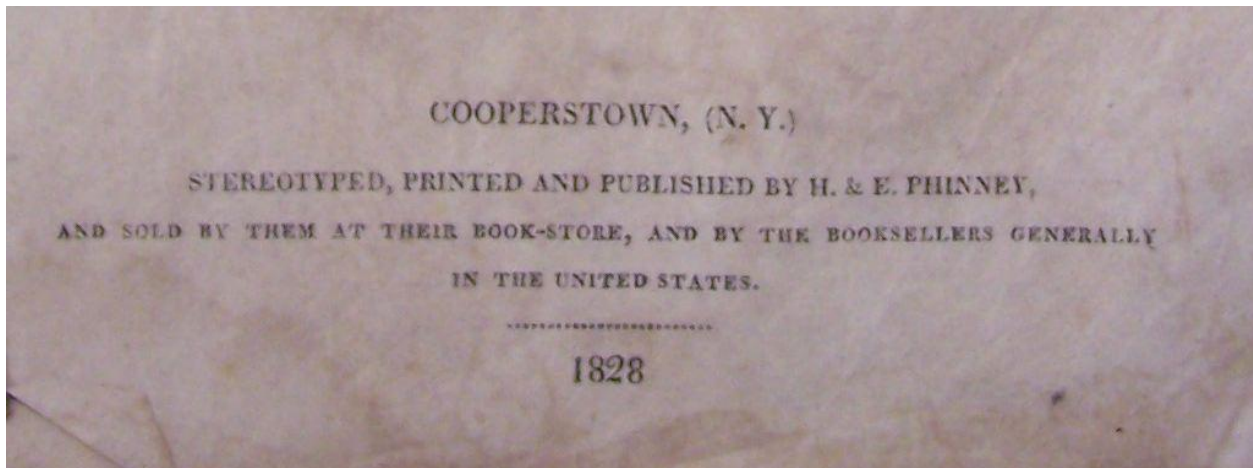 COOPERSTOWN, (N. Y.)
STEREOTYPED, PRINTED AND PUBLISHED BY H. & E. PHINNEY,
AND SOLD BY THEM AT THEIR BOOK-STORE, AND BY THE BOOKSELLERS GENERALLY
IN THE UNITED STATES.
1828